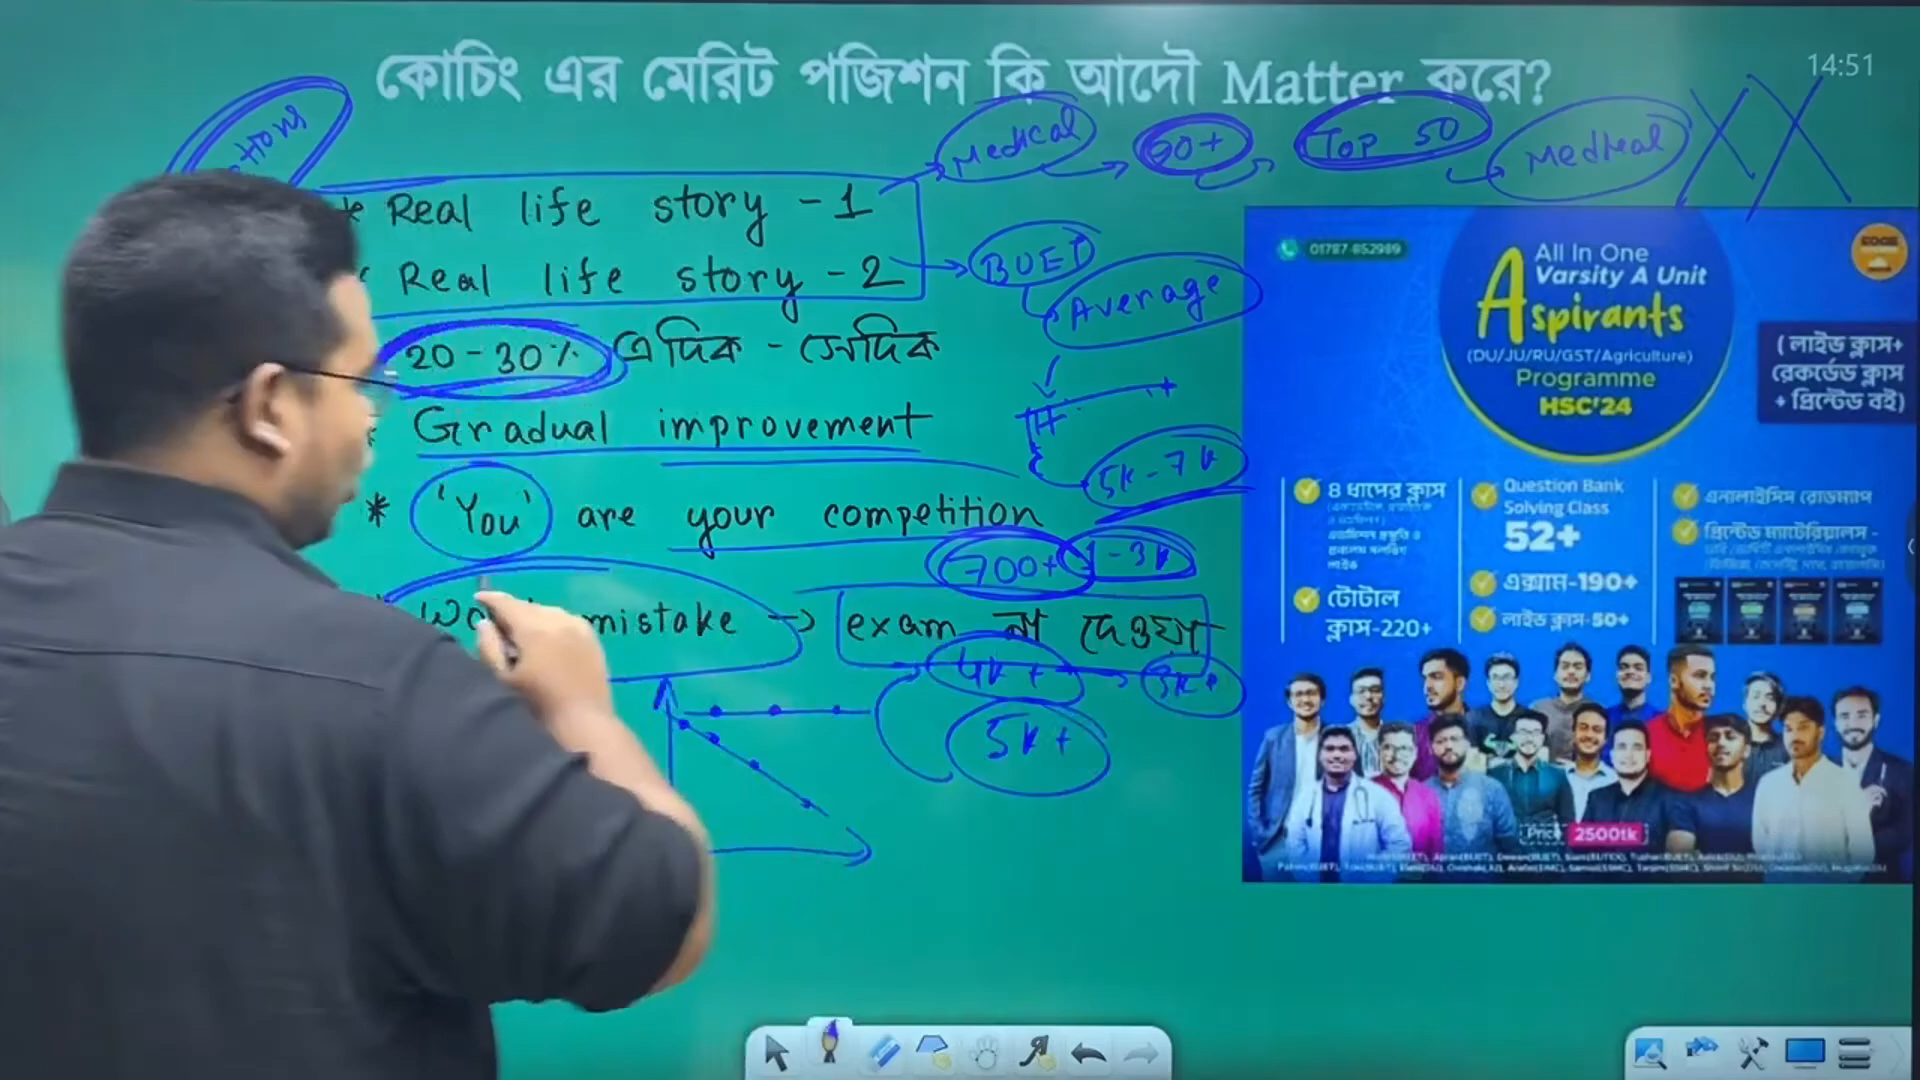 কোচিং এর মেরিট পজিশন কি আদৌ Matter করে?
14:51
Medical
90+
Top 50
Medical
* Real life story - 1
Real life story - 2
BUET
Average
20 - 30% এদিক - সেদিক
* Gradual improvement
5k - 7k
* 'You' are your competition
700+
1 - 3k
mistake → exam না দেওয়া
4k+
3k+
5k+
01787-852989
All In One
Varsity A Unit
Aspirants
(DU/JU/RU/GST/Agriculture)
Programme
HSC'24
( লাইভ ক্লাস+
রেকর্ডেড ক্লাস
+ প্রিন্টেড বই)
৪ ধাপের ক্লাস
টোটাল
ক্লাস-220+
Question Bank
Solving Class
52+
এক্সাম-190+
লাইভ ক্লাস-50+
এনালাইসিস রোডম্যাপ
প্রিন্টেড ম্যাটেরিয়ালস -
Price 2500tk